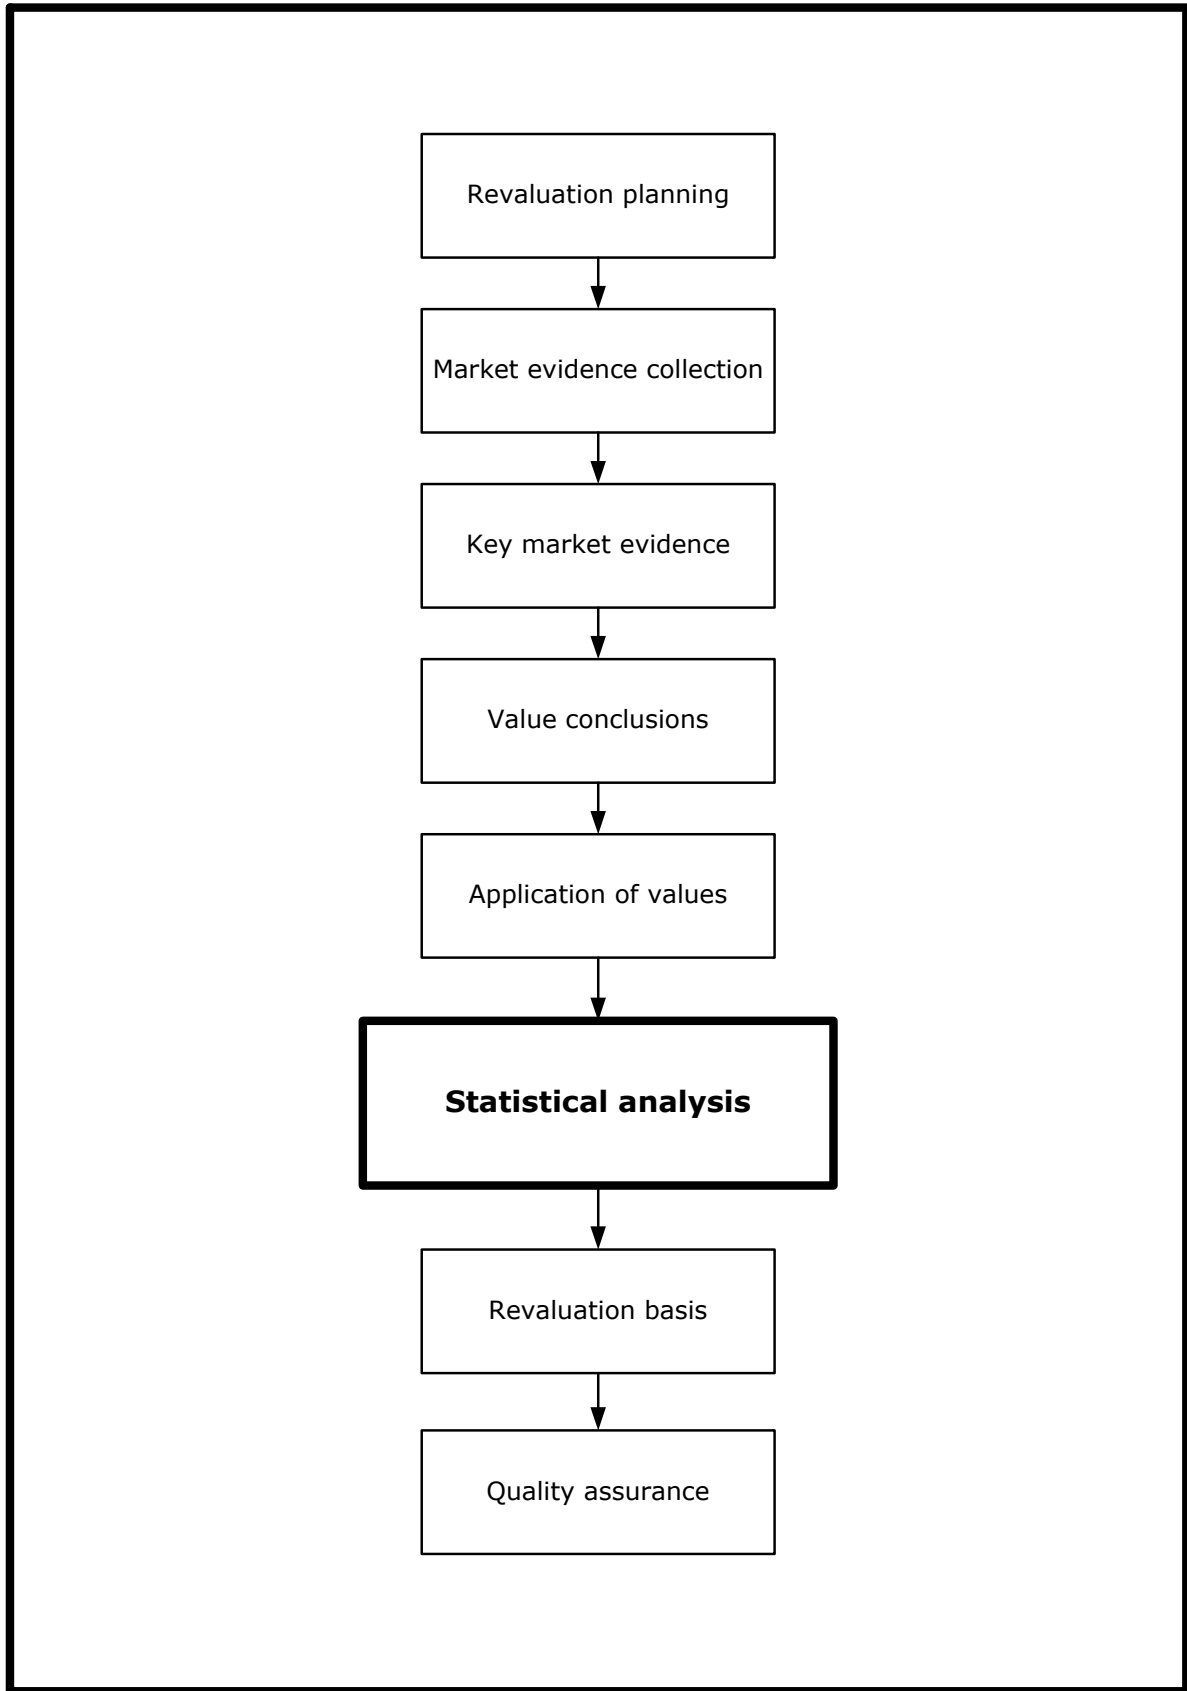 Revaluation planning
Market evidence collection
Key market evidence
Value conclusions
Application of values
Statistical analysis
Revaluation basis
Quality assurance